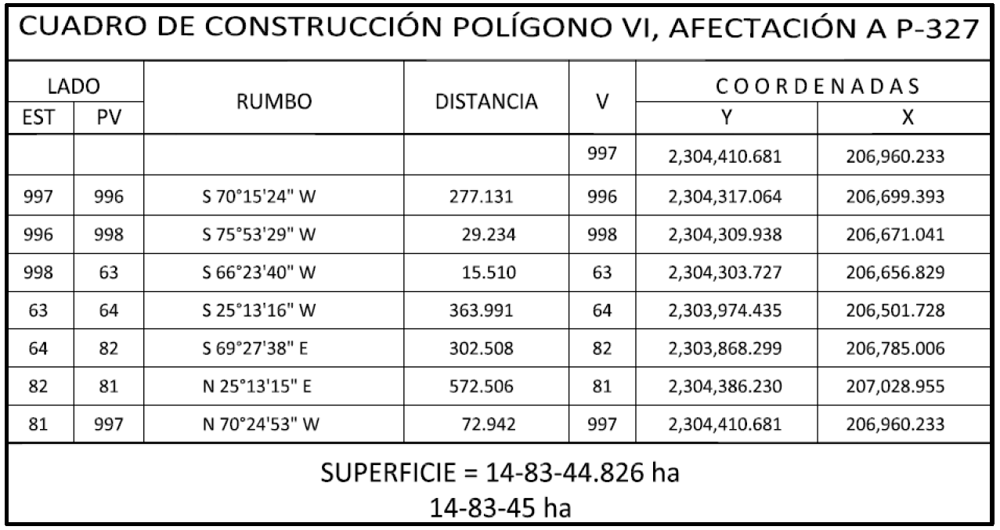 CUADRO DE CONSTRUCCIÓN POLÍGONO VI, AFECTACIÓN A P-327
LADO RUMBO DISTANCIA V C O O R D E N A D A S
EST PV Y X
997 2,304,410.681 206,960.233
997 996 S 70°15'24" W 277.131 996 2,304,317.064 206,699.393
996 998 S 75°53'29" W 29.234 998 2,304,309.938 206,671.041
998 63 S 66°23'40" W 15.510 63 2,304,303.727 206,656.829
63 64 S 25°13'16" W 363.991 64 2,303,974.435 206,501.728
64 82 S 69°27'38" E 302.508 82 2,303,868.299 206,785.006
82 81 N 25°13'15" E 572.506 81 2,304,386.230 207,028.955
81 997 N 70°24'53" W 72.942 997 2,304,410.681 206,960.233
SUPERFICIE = 14-83-44.826 ha
14-83-45 ha